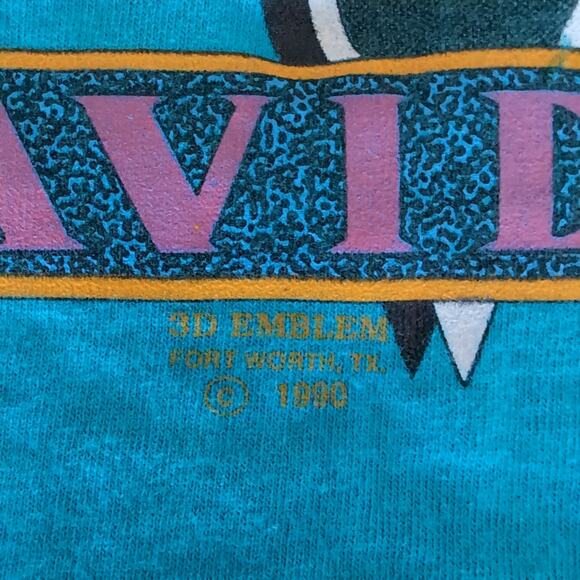 AVID
3D EMBLEM
FORT WORTH, TX.
© 1990